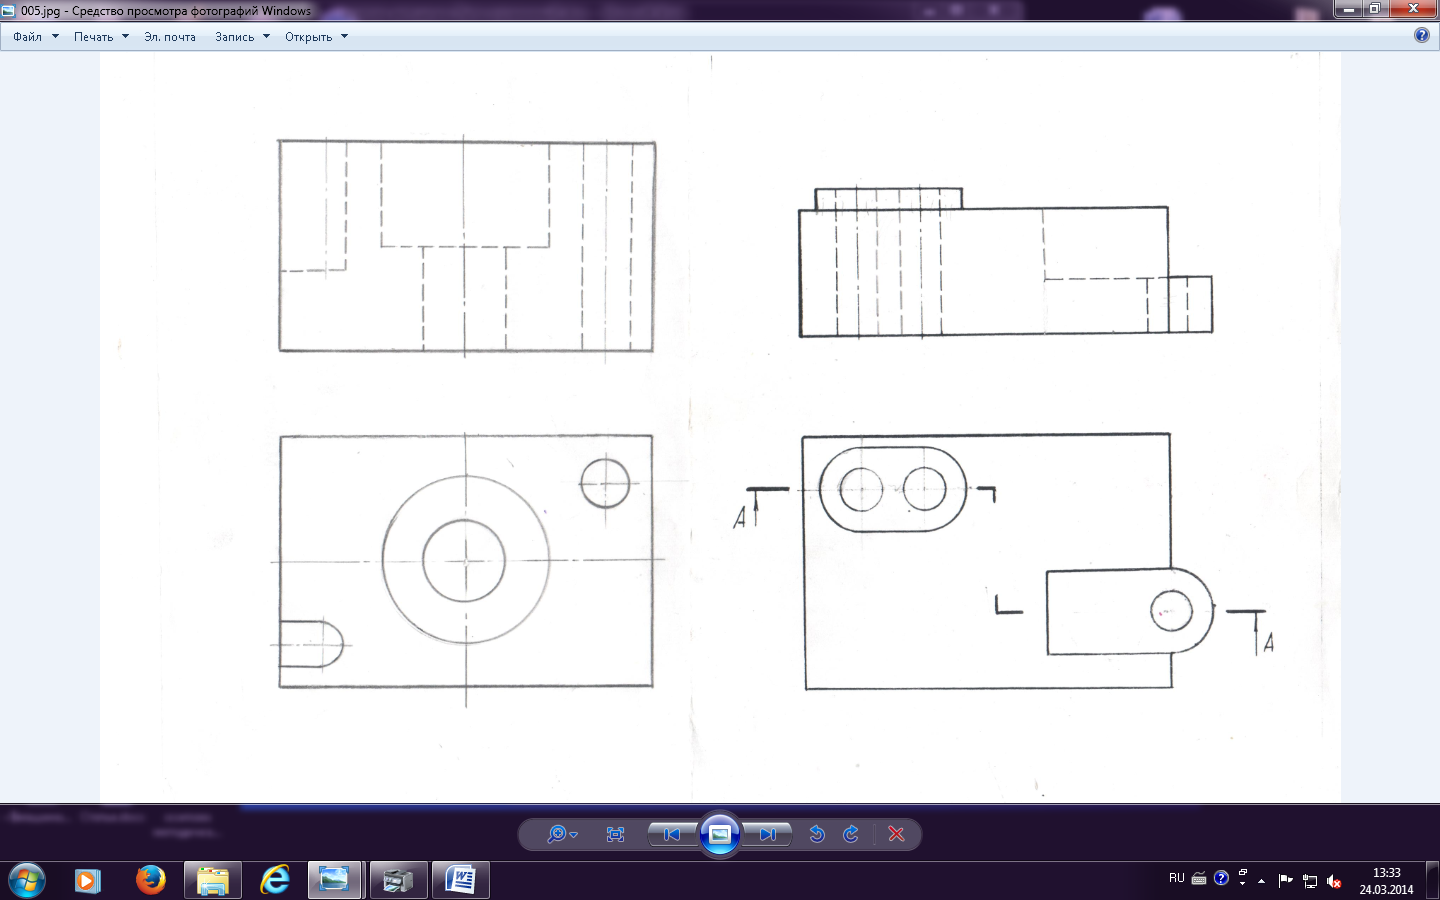 005.jpg - Средство просмотра фотографий Windows
Файл Печать Эл. почта Запись Открыть
А
А
RU
13:33
24.03.2014